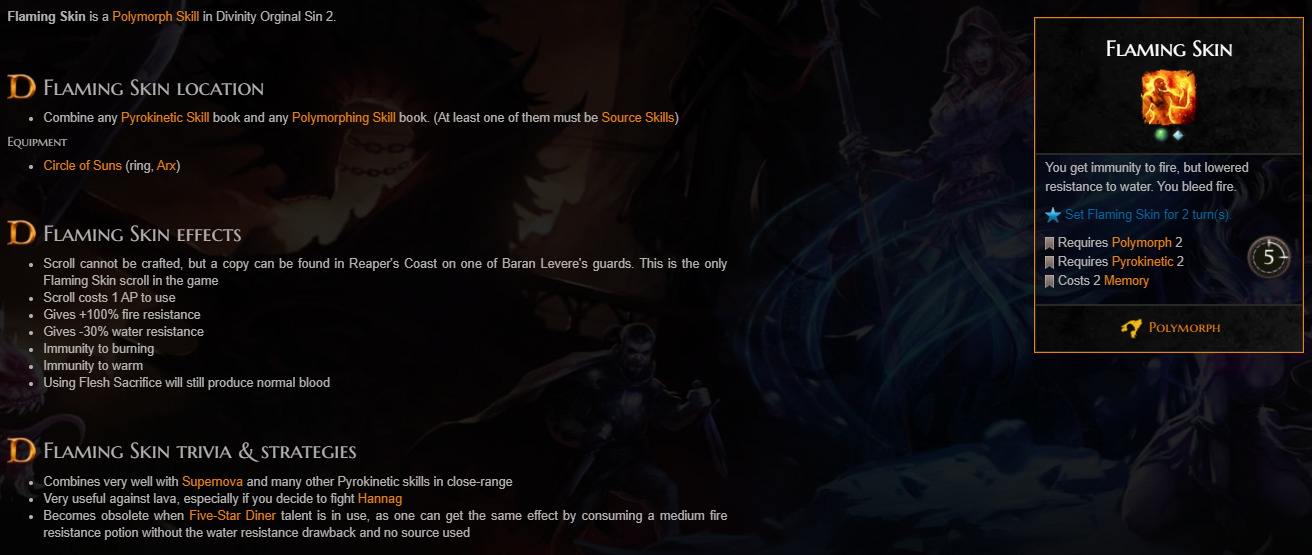 Flaming Skin is a Polymorph Skill in Divinity Orginal Sin 2.
Flaming Skin location
Combine any Pyrokinetic Skill book and any Polymorphing Skill book. (At least one of them must be Source Skills)
Equipment
Circle of Suns (ring, Arx)
Flaming Skin effects
Scroll cannot be crafted, but a copy can be found in Reaper's Coast on one of Baran Levere's guards. This is the only
Flaming Skin scroll in the game
Scroll costs 1 AP to use
Gives +100% fire resistance
Gives -30% water resistance
Immunity to burning
Immunity to warm
Using Flesh Sacrifice will still produce normal blood
Flaming Skin trivia & strategies
Combines very well with Supernova and many other Pyrokinetic skills in close-range
Very useful against lava, especially if you decide to fight Hannag
Becomes obsolete when Five-Star Diner talent is in use, as one can get the same effect by consuming a medium fire
resistance potion without the water resistance drawback and no source used
Flaming Skin
You get immunity to fire, but lowered
resistance to water. You bleed fire.
Set Flaming Skin for 2 turn(s).
Requires Polymorph 2
Requires Pyrokinetic 2
Costs 2 Memory
5
Polymorph